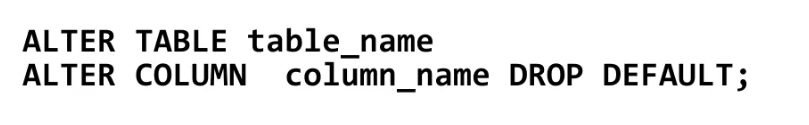 ALTER TABLE table_name
ALTER COLUMN  column_name DROP DEFAULT;